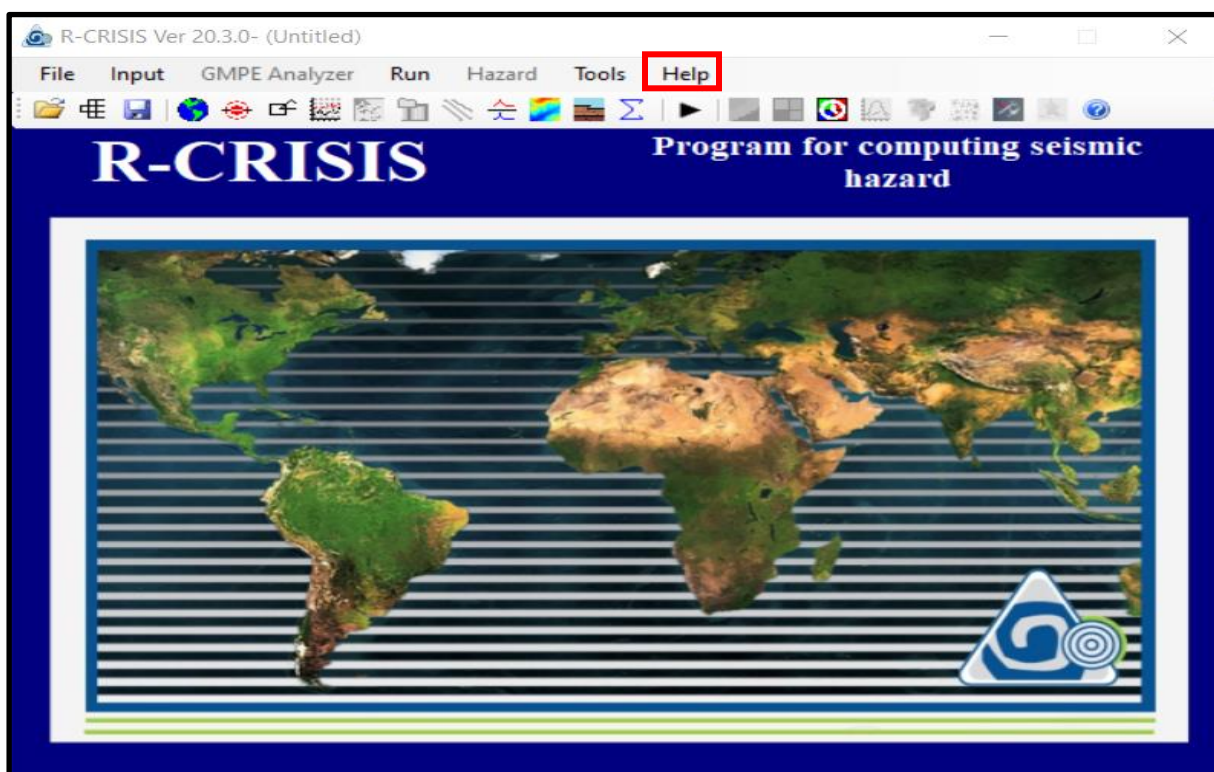 R-CRISIS Ver 20.3.0- (Untitled)
File Input GMPE Analyzer Run Hazard Tools Help
R-CRISIS
Program for computing seismic
hazard